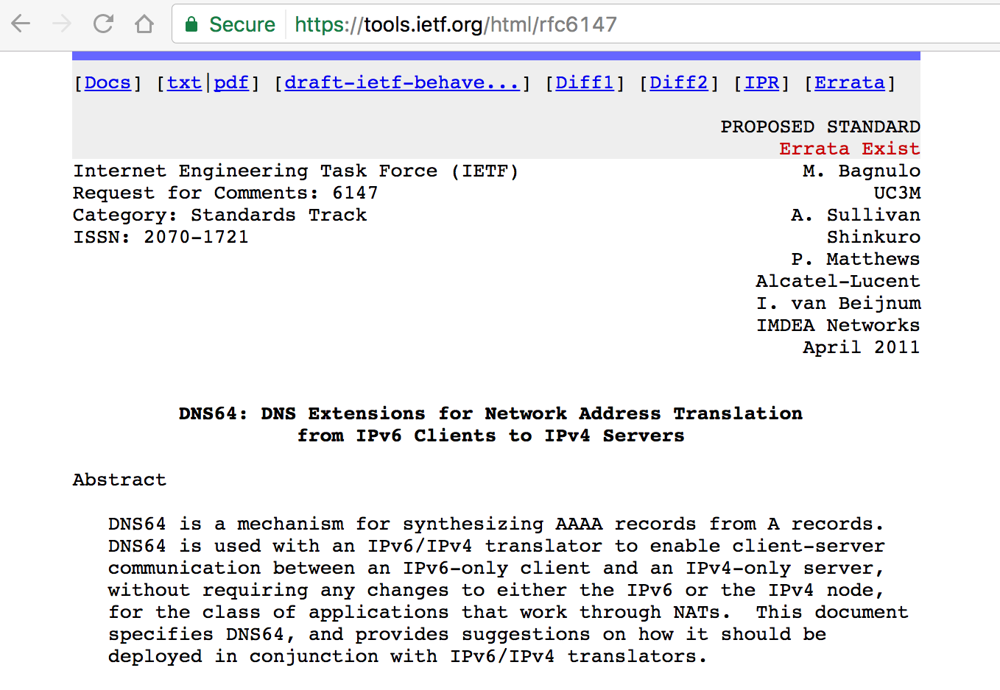 Secure https://tools.ietf.org/html/rfc6147
[Docs] [txt|pdf] [draft-ietf-behave...] [Diff1] [Diff2] [IPR] [Errata]
PROPOSED STANDARD
Errata Exist
Internet Engineering Task Force (IETF) M. Bagnulo
Request for Comments: 6147 UC3M
Category: Standards Track A. Sullivan
ISSN: 2070-1721 Shinkuro
P. Matthews
Alcatel-Lucent
I. van Beijnum
IMDEA Networks
April 2011
DNS64: DNS Extensions for Network Address Translation
from IPv6 Clients to IPv4 Servers
Abstract
DNS64 is a mechanism for synthesizing AAAA records from A records.
DNS64 is used with an IPv6/IPv4 translator to enable client-server
communication between an IPv6-only client and an IPv4-only server,
without requiring any changes to either the IPv6 or the IPv4 node,
for the class of applications that work through NATs. This document
specifies DNS64, and provides suggestions on how it should be
deployed in conjunction with IPv6/IPv4 translators.